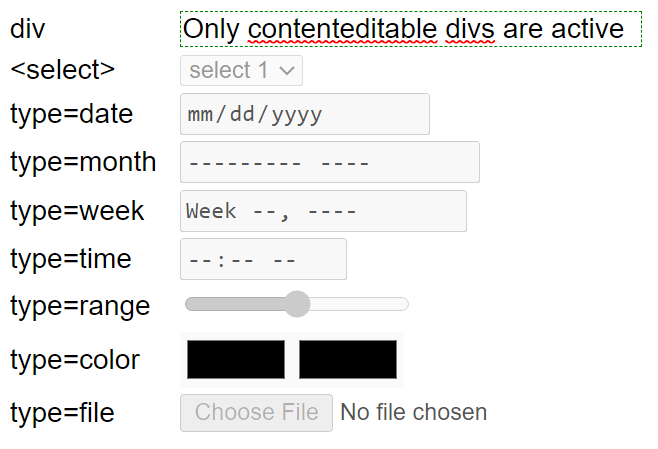 div Only contenteditable divs are active
<select> select 1
type=date mm/dd/yyyy
type=month --------- ----
type=week Week --, ----
type=time --:-- --
type=range
type=color
type=file Choose File No file chosen